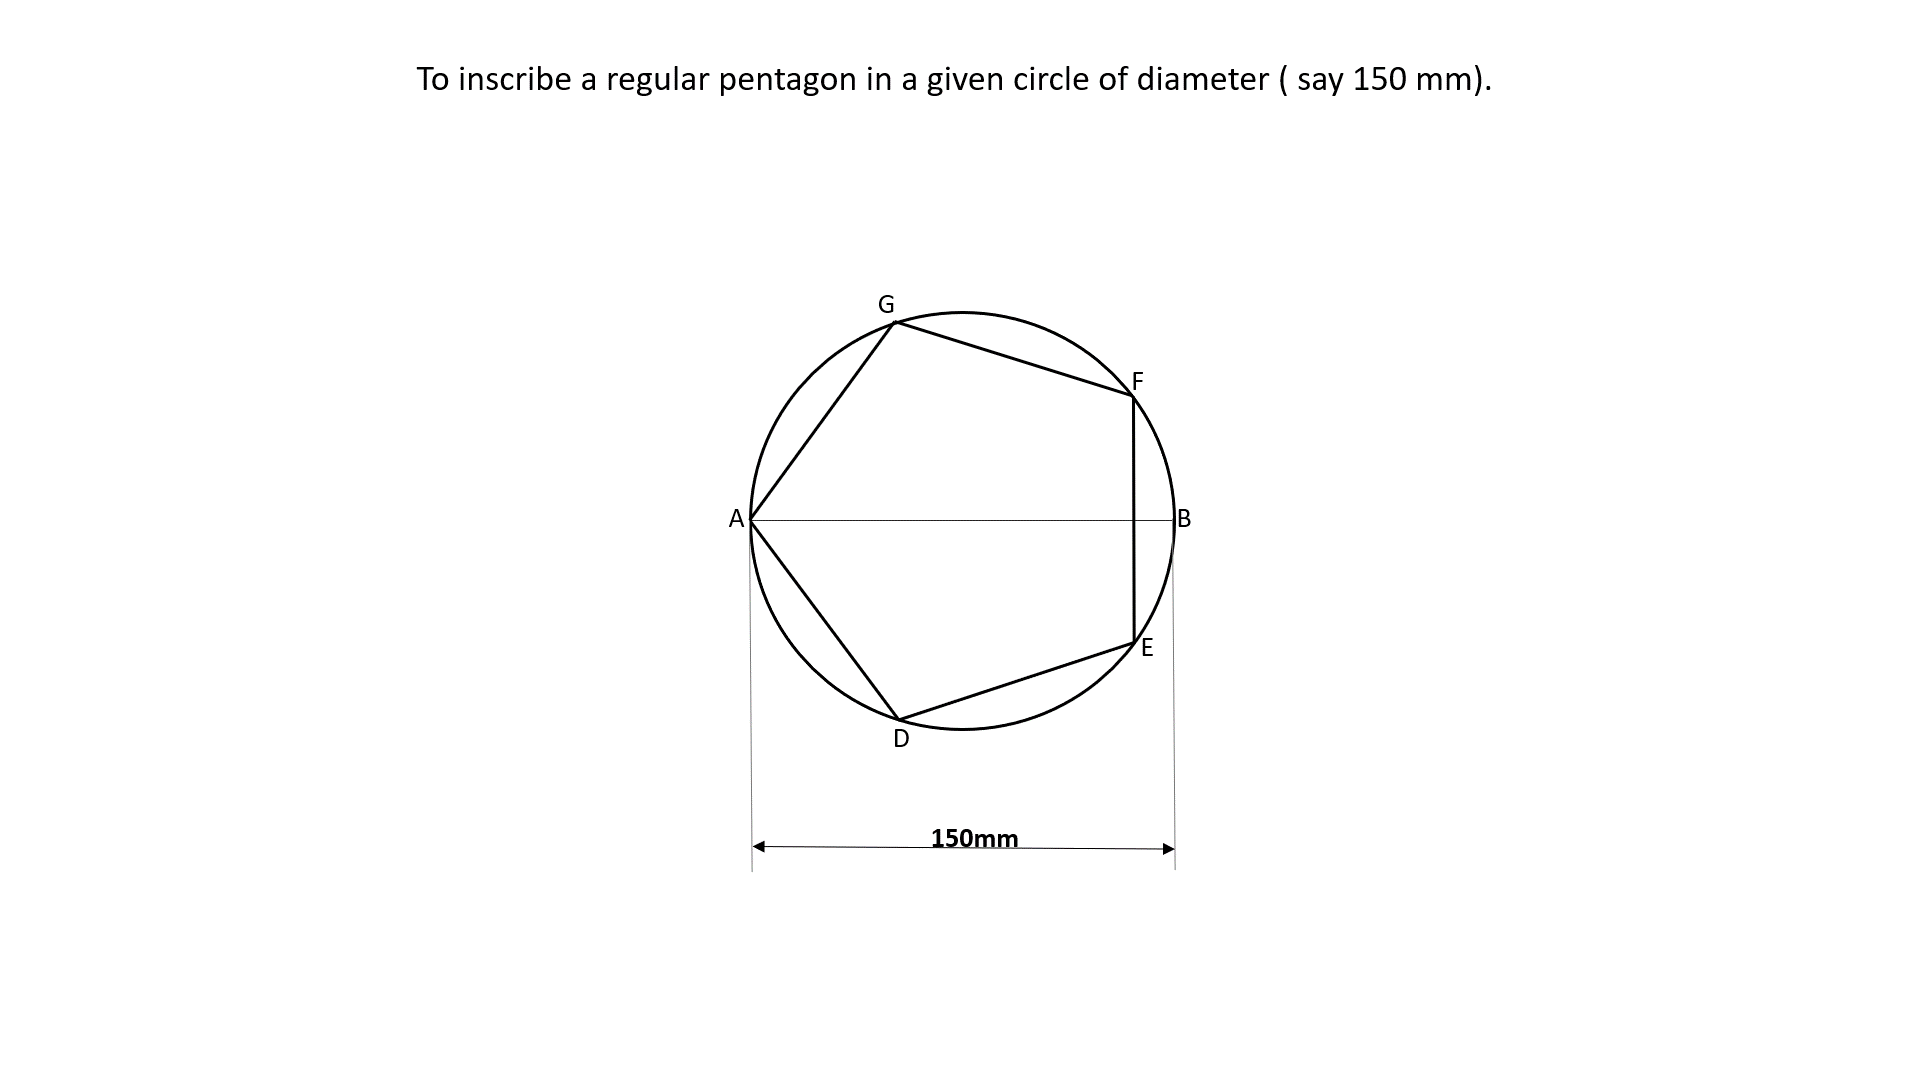 To inscribe a regular pentagon in a given circle of diameter ( say 150 mm).
G
F
A
B
E
D
150mm